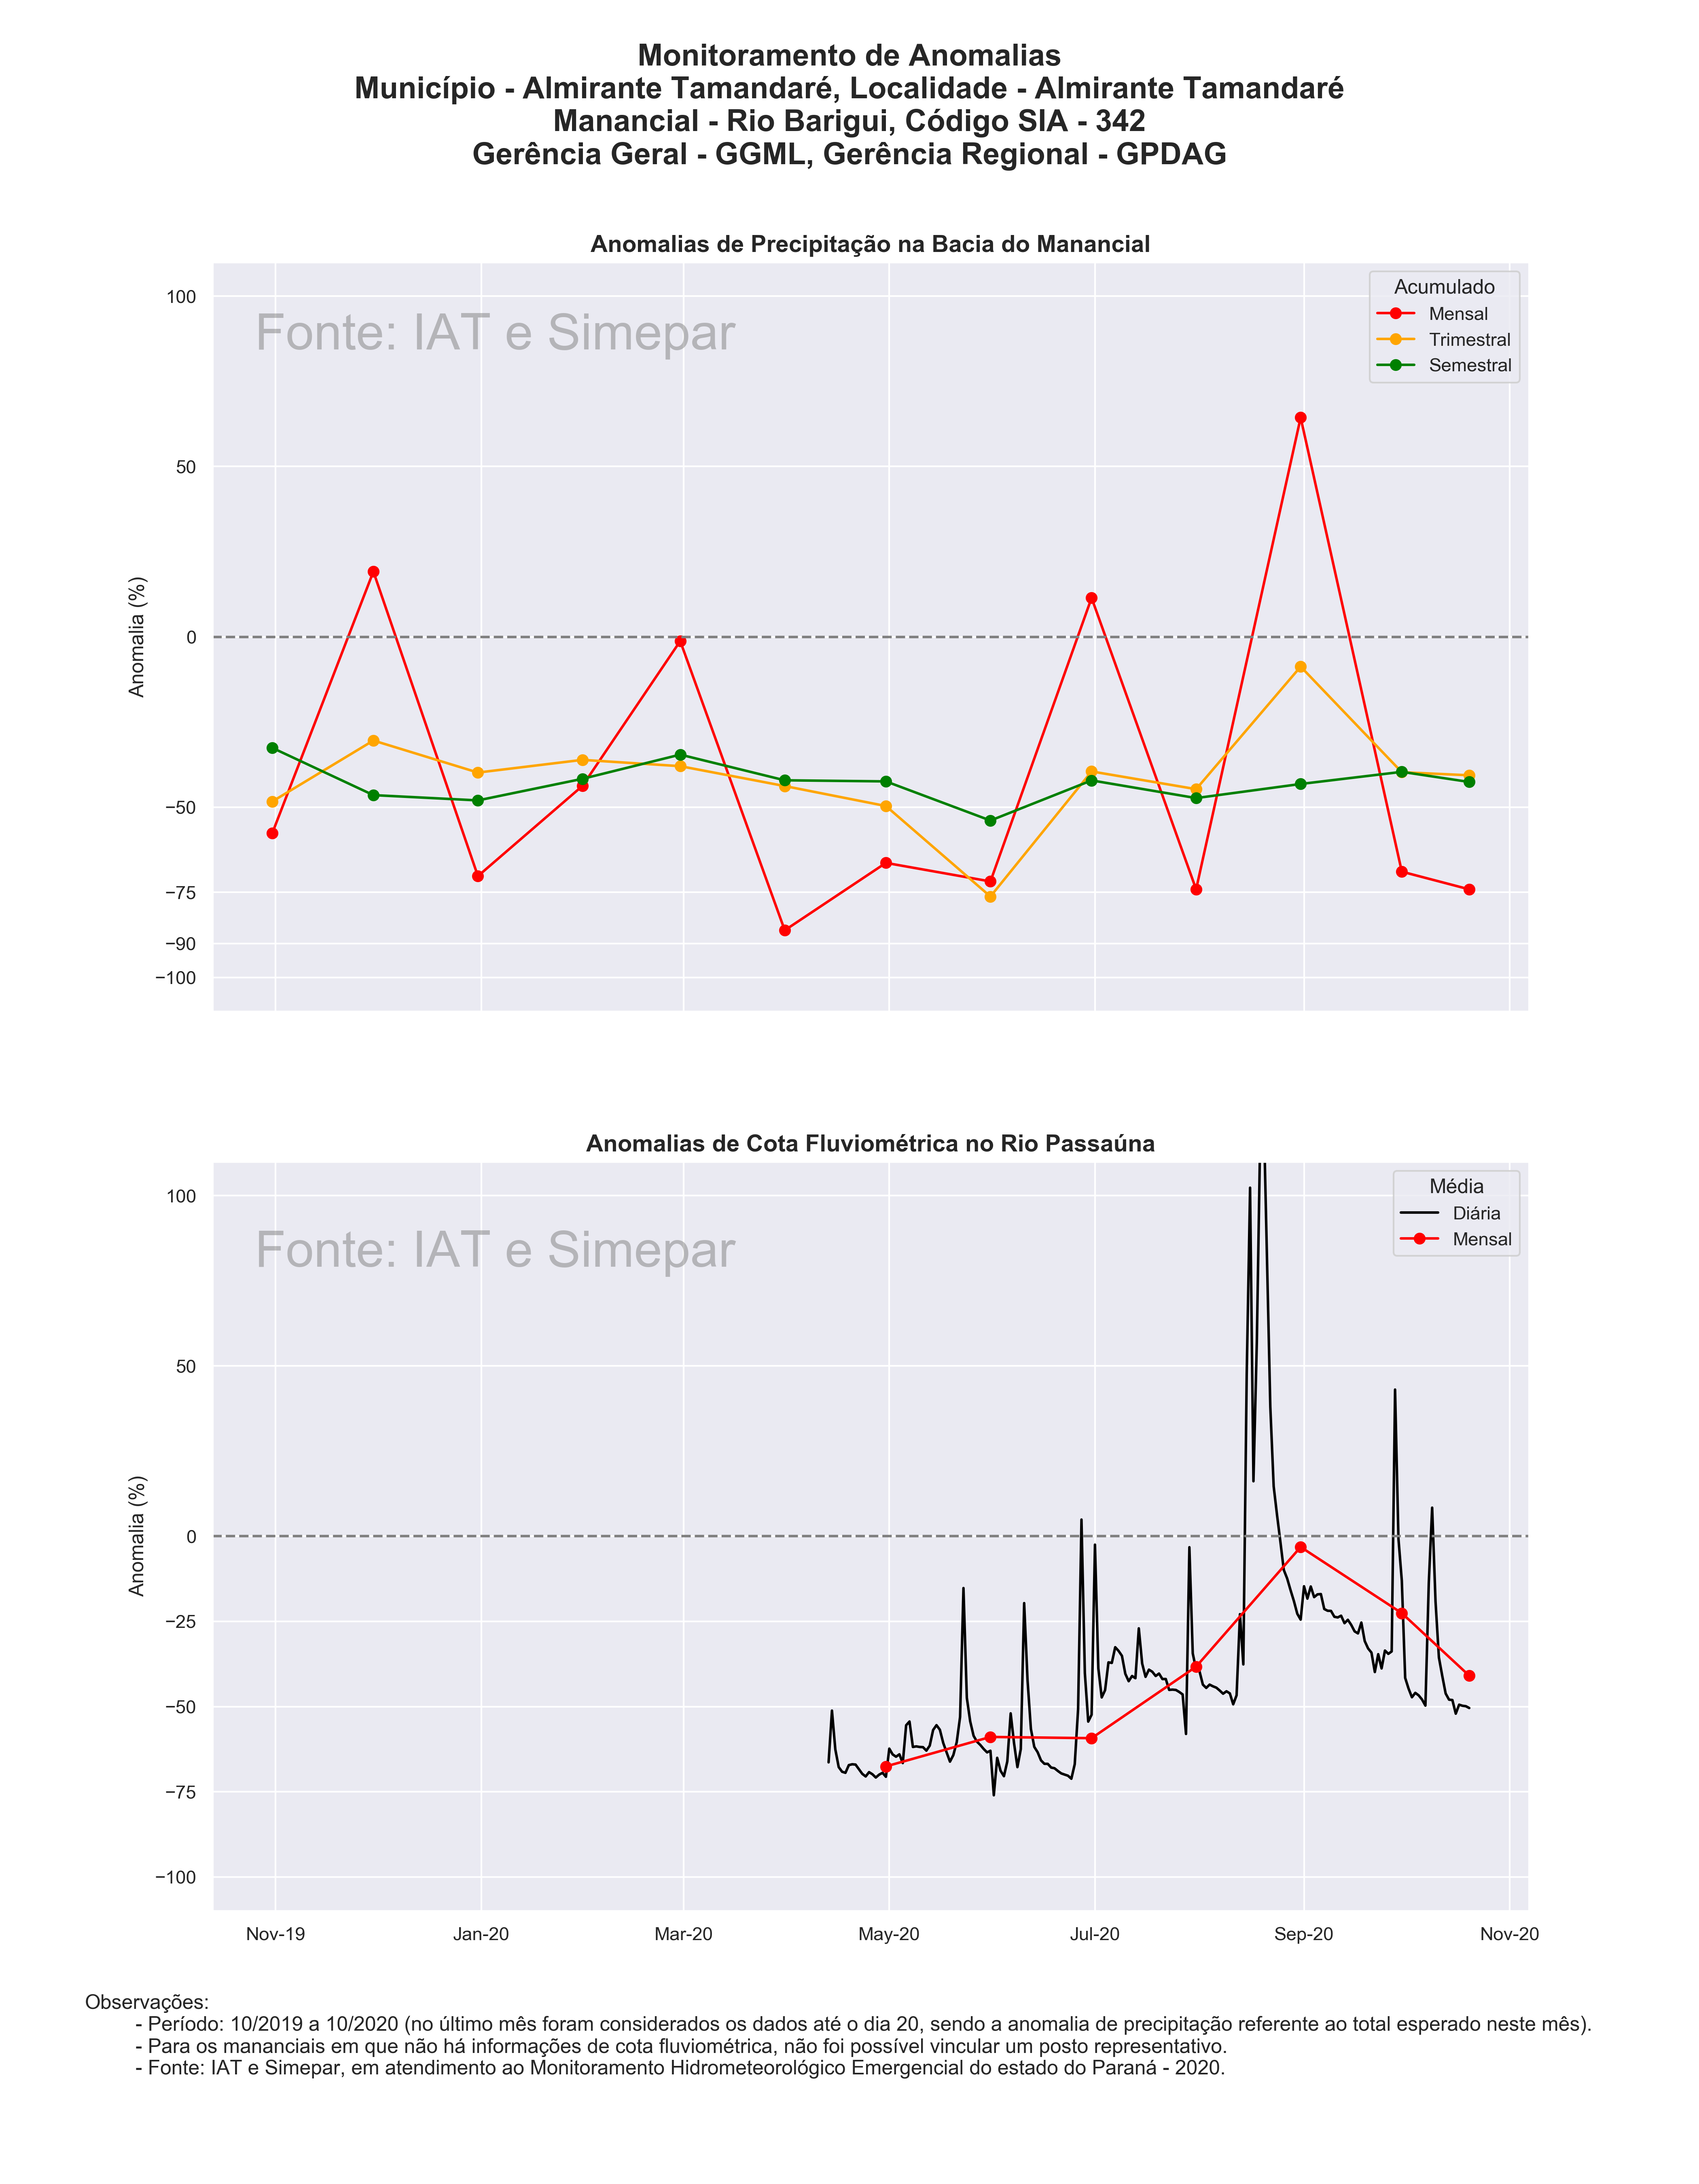 Monitoramento de Anomalias
Município - Almirante Tamandaré, Localidade - Almirante Tamandaré
Manancial - Rio Barigui, Código SIA - 342
Gerência Geral - GGML, Gerência Regional - GPDAG
Anomalias de Precipitação na Bacia do Manancial
Fonte: IAT e Simepar
Acumulado
Mensal
Trimestral
Semestral
Anomalia (%)
100
50
0
−50
−75
−90
−100
Anomalias de Cota Fluviométrica no Rio Passaúna
Fonte: IAT e Simepar
Média
Diária
Mensal
Anomalia (%)
100
50
0
−25
−50
−75
−100
Nov-19 Jan-20 Mar-20 May-20 Jul-20 Sep-20 Nov-20
Observações:
- Período: 10/2019 a 10/2020 (no último mês foram considerados os dados até o dia 20, sendo a anomalia de precipitação referente ao total esperado neste mês).
- Para os mananciais em que não há informações de cota fluviométrica, não foi possível vincular um posto representativo.
- Fonte: IAT e Simepar, em atendimento ao Monitoramento Hidrometeorológico Emergencial do estado do Paraná - 2020.